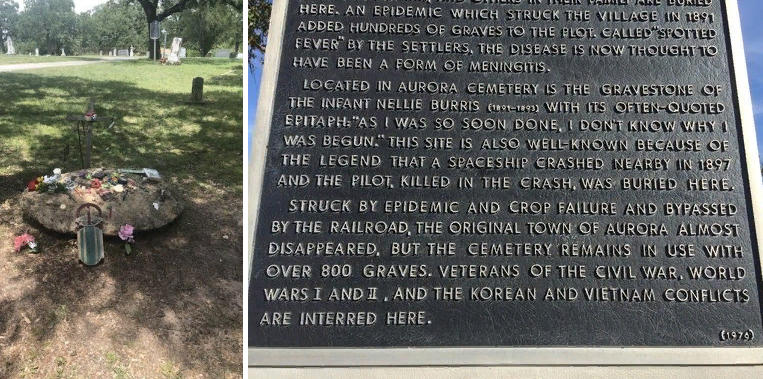 HERE. AN EPIDEMIC WHICH STRUCK THE VILLAGE IN 1891
ADDED HUNDREDS OF GRAVES TO THE PLOT. CALLED "SPOTTED
FEVER" BY THE SETTLERS, THE DISEASE IS NOW THOUGHT TO
HAVE BEEN A FORM OF MENINGITIS.
LOCATED IN AURORA CEMETERY IS THE GRAVESTONE OF
THE INFANT NELLIE BURRIS (1891-1893) WITH ITS OFTEN-QUOTED
EPITAPH: "AS I WAS SO SOON DONE, I DON'T KNOW WHY I
WAS BEGUN." THIS SITE IS ALSO WELL-KNOWN BECAUSE OF
THE LEGEND THAT A SPACESHIP CRASHED NEARBY IN 1897
AND THE PILOT, KILLED IN THE CRASH, WAS BURIED HERE.
STRUCK BY EPIDEMIC AND CROP FAILURE AND BYPASSED
BY THE RAILROAD, THE ORIGINAL TOWN OF AURORA ALMOST
DISAPPEARED, BUT THE CEMETERY REMAINS IN USE WITH
OVER 800 GRAVES. VETERANS OF THE CIVIL WAR, WORLD
WARS I AND II, AND THE KOREAN AND VIETNAM CONFLICTS
ARE INTERRED HERE.
(1976)